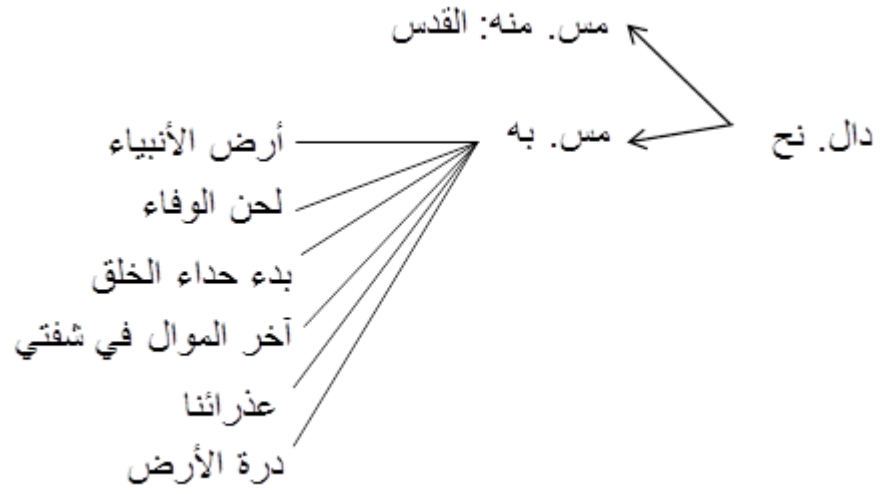 مس. منه: القدس
دال. نح
مس. به
أرض الأنبياء
لحن الوفاء
بدء حداء الخلق
آخر الموال في شفتي
عذرائنا
درة الأرض